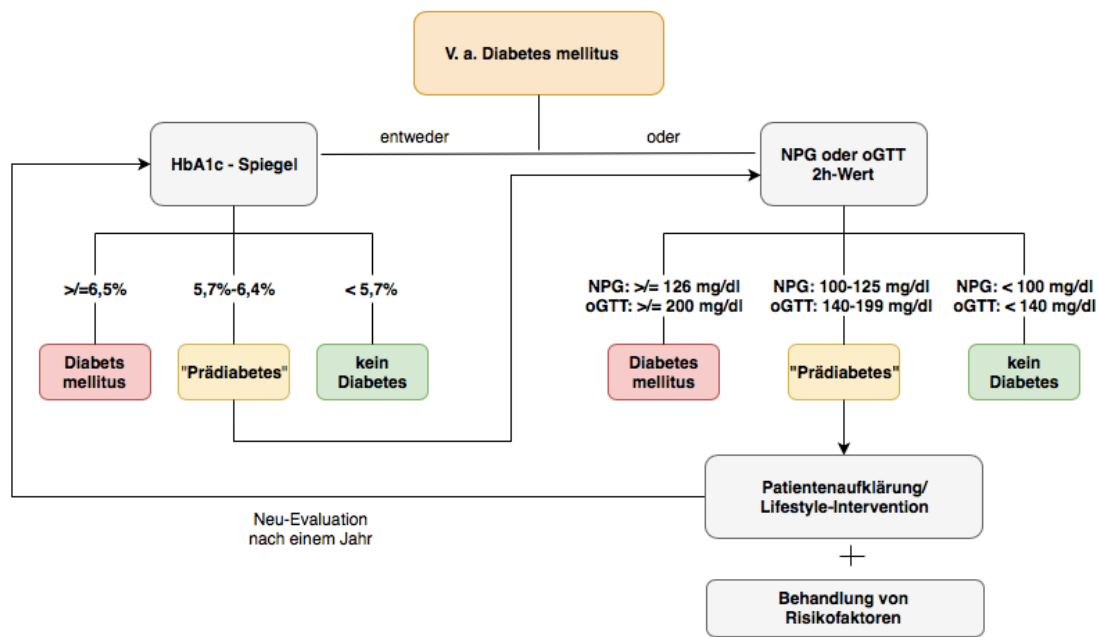 V. a. Diabetes mellitus
entweder
oder
HbA1c - Spiegel
NPG oder oGTT
2h-Wert
>/=6,5%
5,7%-6,4%
< 5,7%
NPG: >/= 126 mg/dl
oGTT: >/= 200 mg/dl
NPG: 100-125 mg/dl
oGTT: 140-199 mg/dl
NPG: < 100 mg/dl
oGTT: < 140 mg/dl
Diabets
mellitus
"Prädiabetes"
kein
Diabetes
Diabetes
mellitus
"Prädiabetes"
kein
Diabetes
Patientenaufklärung/
Lifestyle-Intervention
Neu-Evaluation
nach einem Jahr
+
Behandlung von
Risikofaktoren